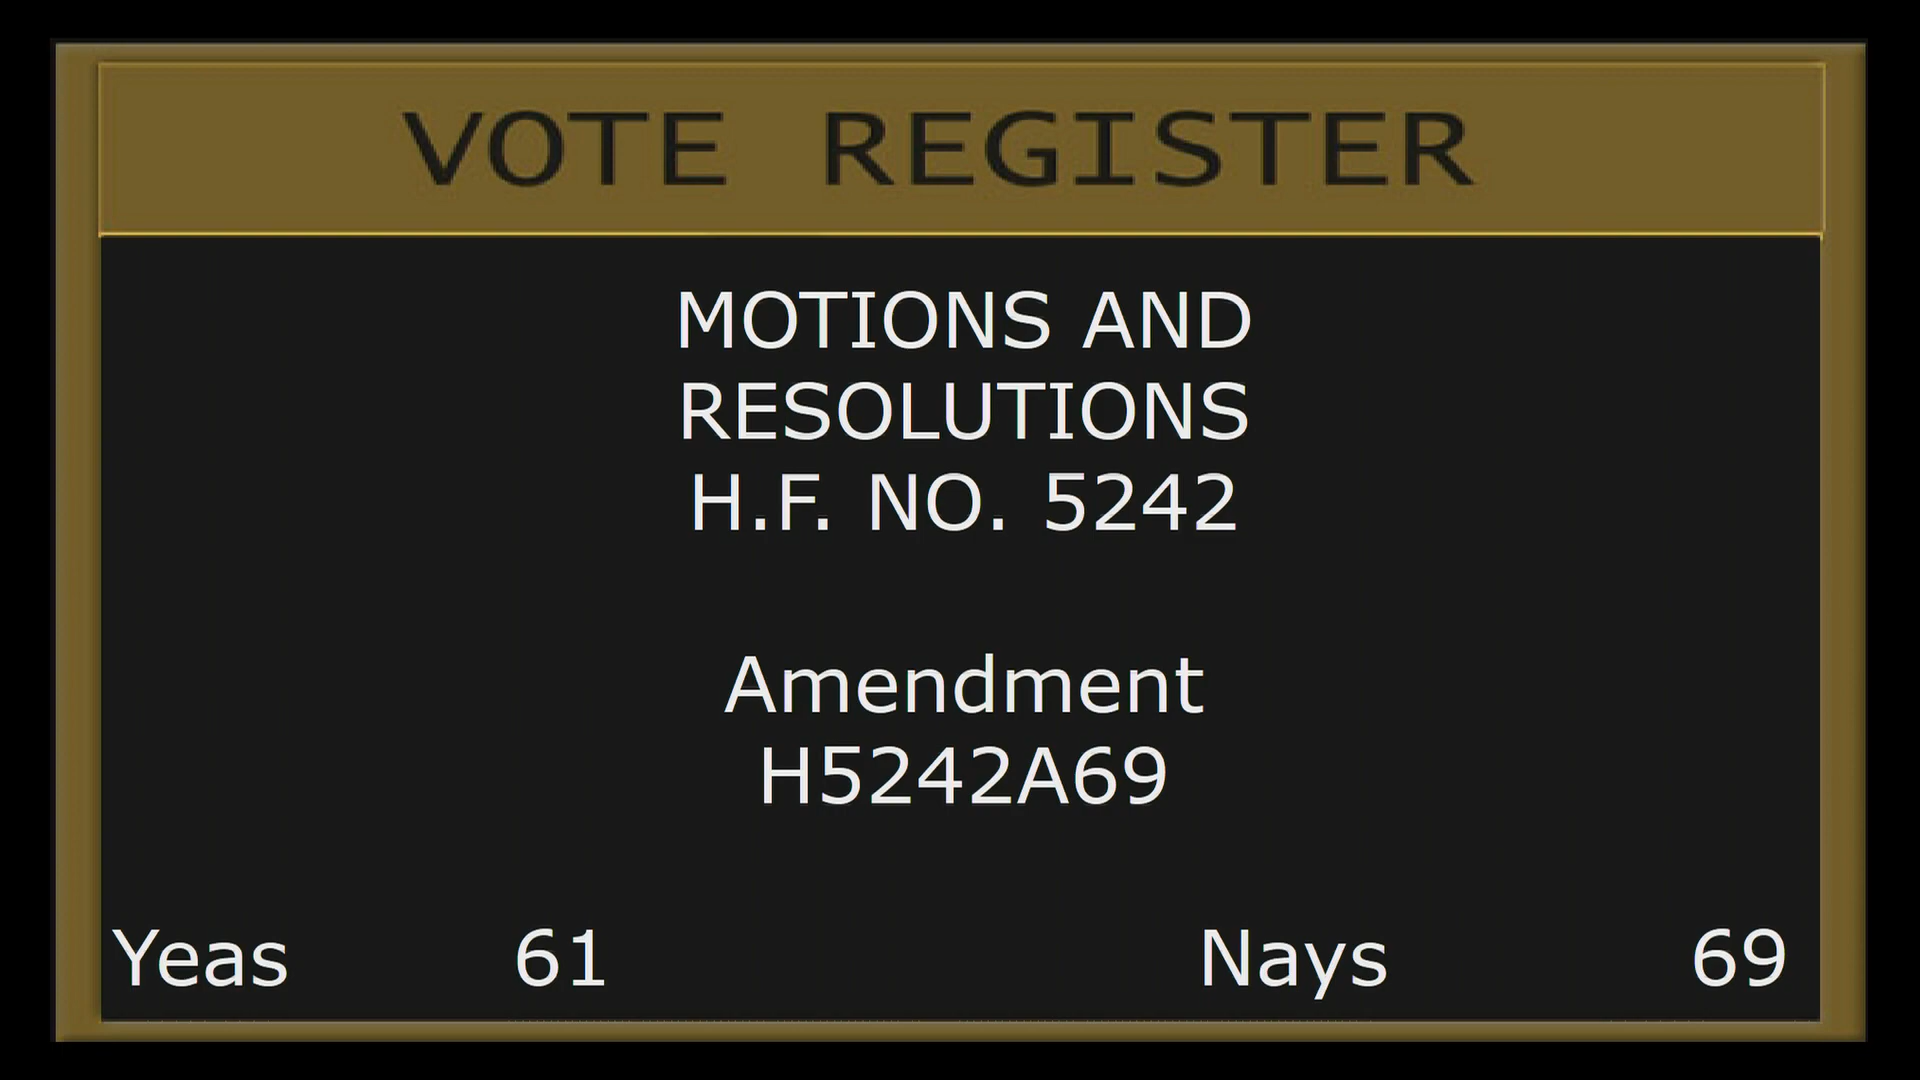 VOTE REGISTER
MOTIONS AND
RESOLUTIONS
H.F. NO. 5242
Amendment
H5242A69
Yeas 61 Nays 69